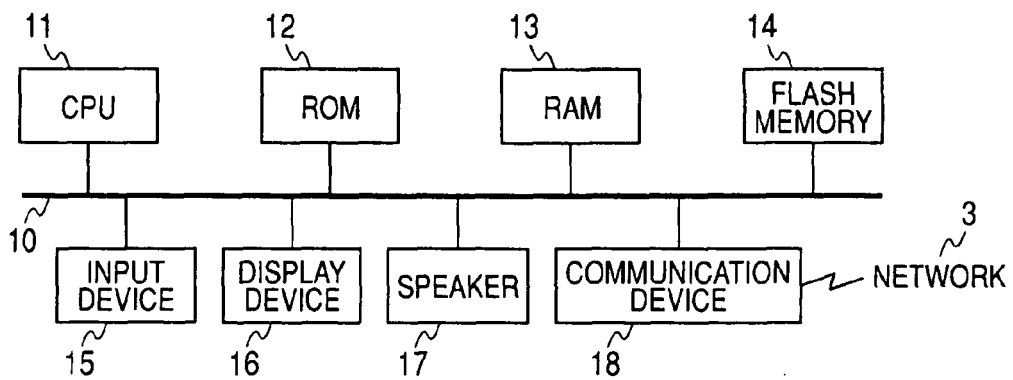 11
12
13
14
CPU
ROM
RAM
FLASH
MEMORY
10
3
INPUT
DEVICE
DISPLAY
DEVICE
SPEAKER
COMMUNICATION
DEVICE
NETWORK
15
16
17
18